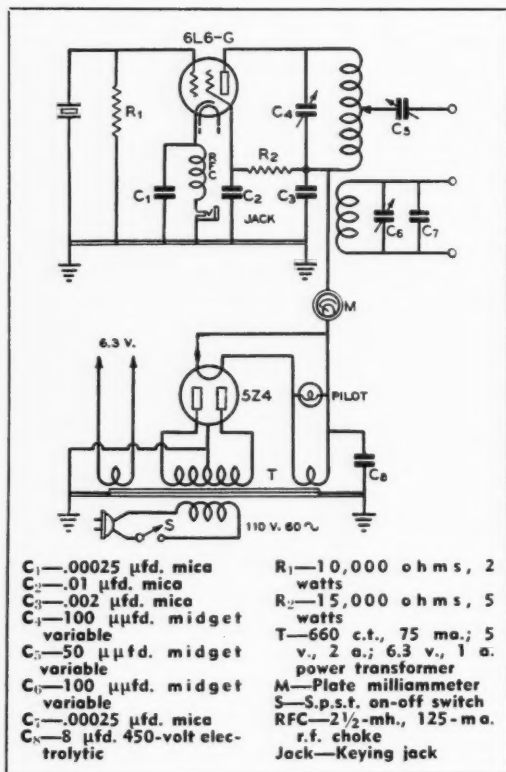 6L6-G
R₁
C₄
C₅
R₂
RFC
C₁
C₂
C₃
JACK
C₆
C₇
M
6.3 V.
5Z4
PILOT
T
C₈
S
110 V. 60 ~
C₁—.00025 µfd. mica
C₂—.01 µfd. mica
C₃—.002 µfd. mica
C₄—100 µµfd. midget
variable
C₅—50 µµfd. midget
variable
C₆—100 µµfd. midget
variable
C₇—.00025 µfd. mica
C₈—8 µfd. 450-volt elec-
trolytic
R₁—10,000 ohms, 2
watts
R₂—15,000 ohms, 5
watts
T—660 c.t., 75 ma.; 5
v., 2 a.; 6.3 v., 1 a.
power transformer
M—Plate milliammeter
S—S.p.s.t. on-off switch
RFC—2½-mh., 125-ma.
r.f. choke
Jack—Keying jack